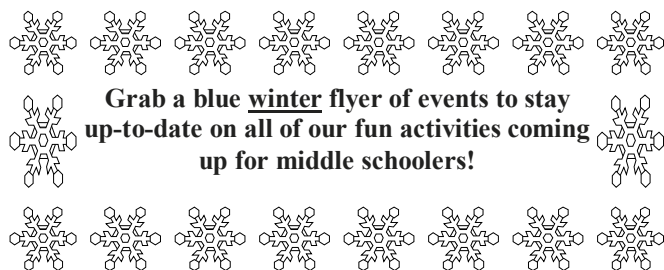 Grab a blue winter flyer of events to stay
up-to-date on all of our fun activities coming
up for middle schoolers!